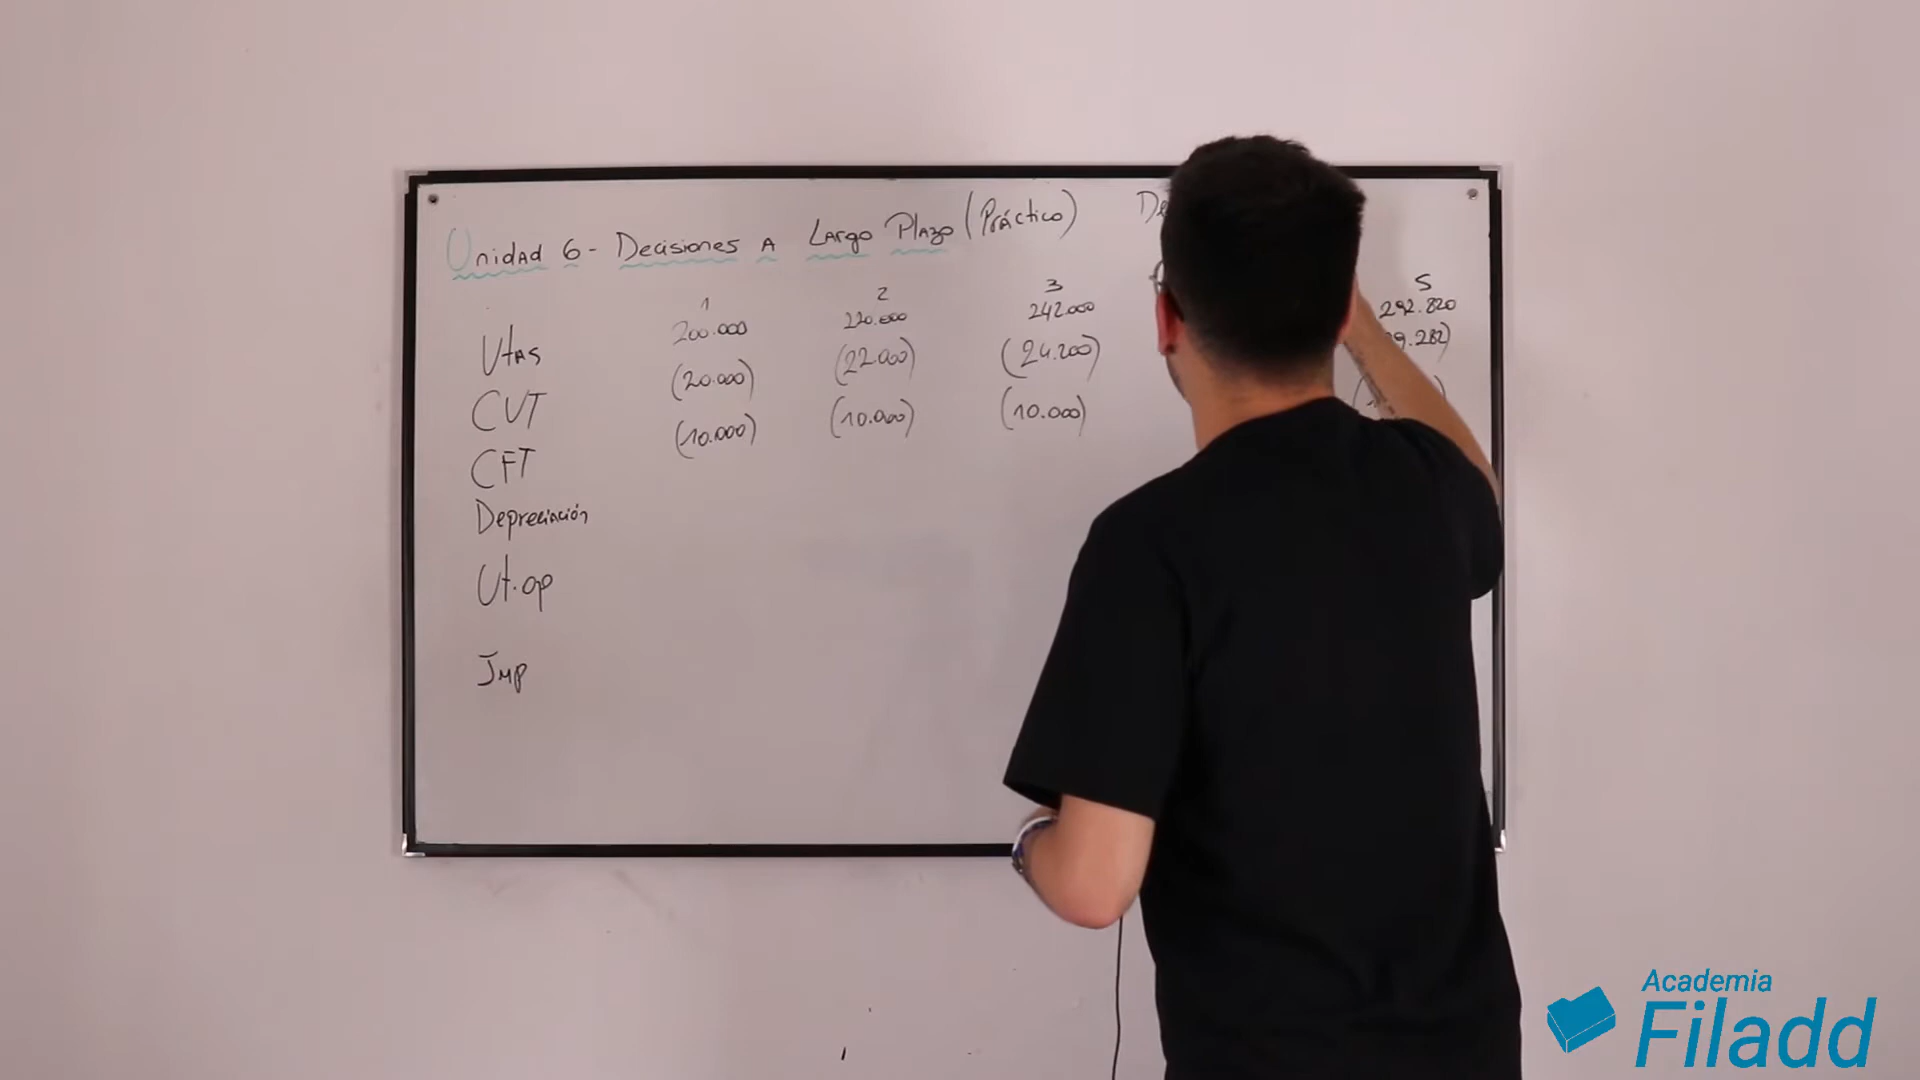 Unidad 6 - Decisiones A Largo Plazo (Práctico)
1 2 3 5
Vtas 200.000 220.000 242.000 292.820
CVT (20.000) (22.000) (24.200) 9.282)
CFT (10.000) (10.000) (10.000)
Depreciación
Ut.op
Imp
Academia
Filadd